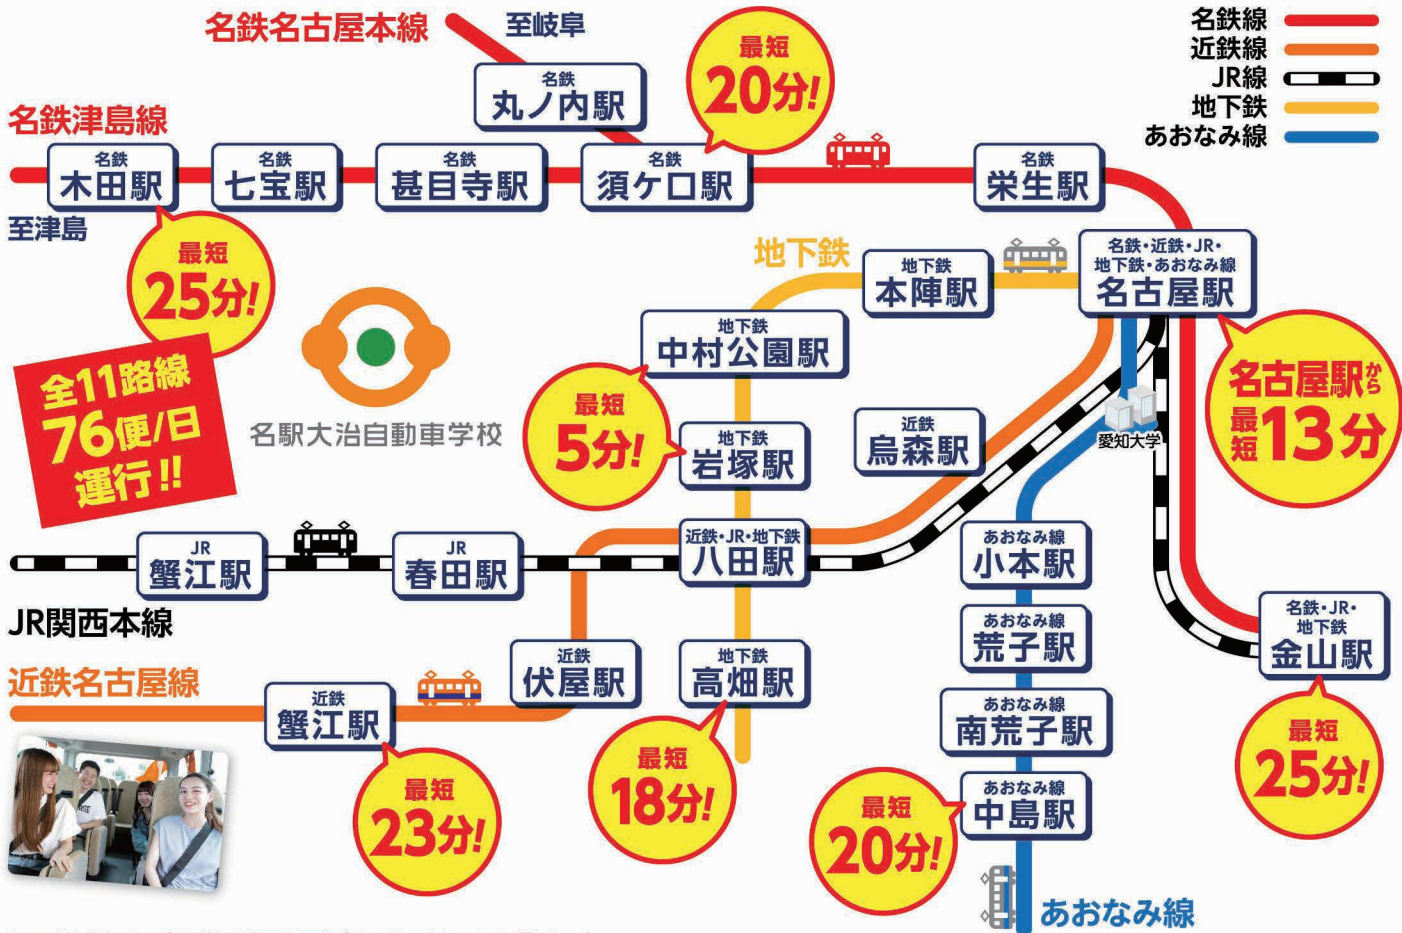 名鉄名古屋本線
至岐阜
名鉄
丸ノ内駅
最短
20分!
名鉄線
近鉄線
JR線
地下鉄
あおなみ線
名鉄津島線
名鉄
木田駅
名鉄
七宝駅
名鉄
甚目寺駅
名鉄
須ケ口駅
名鉄
栄生駅
至津島
最短
25分!
地下鉄
地下鉄
本陣駅
名鉄・近鉄・JR・
地下鉄・あおなみ線
名古屋駅
地下鉄
中村公園駅
名古屋駅から
最短13分
全11路線
76便/日
運行!!
名駅大治自動車学校
最短
5分!
地下鉄
岩塚駅
近鉄
烏森駅
愛知大学
JR
蟹江駅
JR
春田駅
近鉄・JR・地下鉄
八田駅
あおなみ線
小本駅
JR関西本線
あおなみ線
荒子駅
名鉄・JR・
地下鉄
金山駅
近鉄名古屋線
近鉄
蟹江駅
近鉄
伏屋駅
地下鉄
高畑駅
あおなみ線
南荒子駅
最短
23分!
最短
18分!
最短
20分!
あおなみ線
中島駅
最短
25分!
あおなみ線